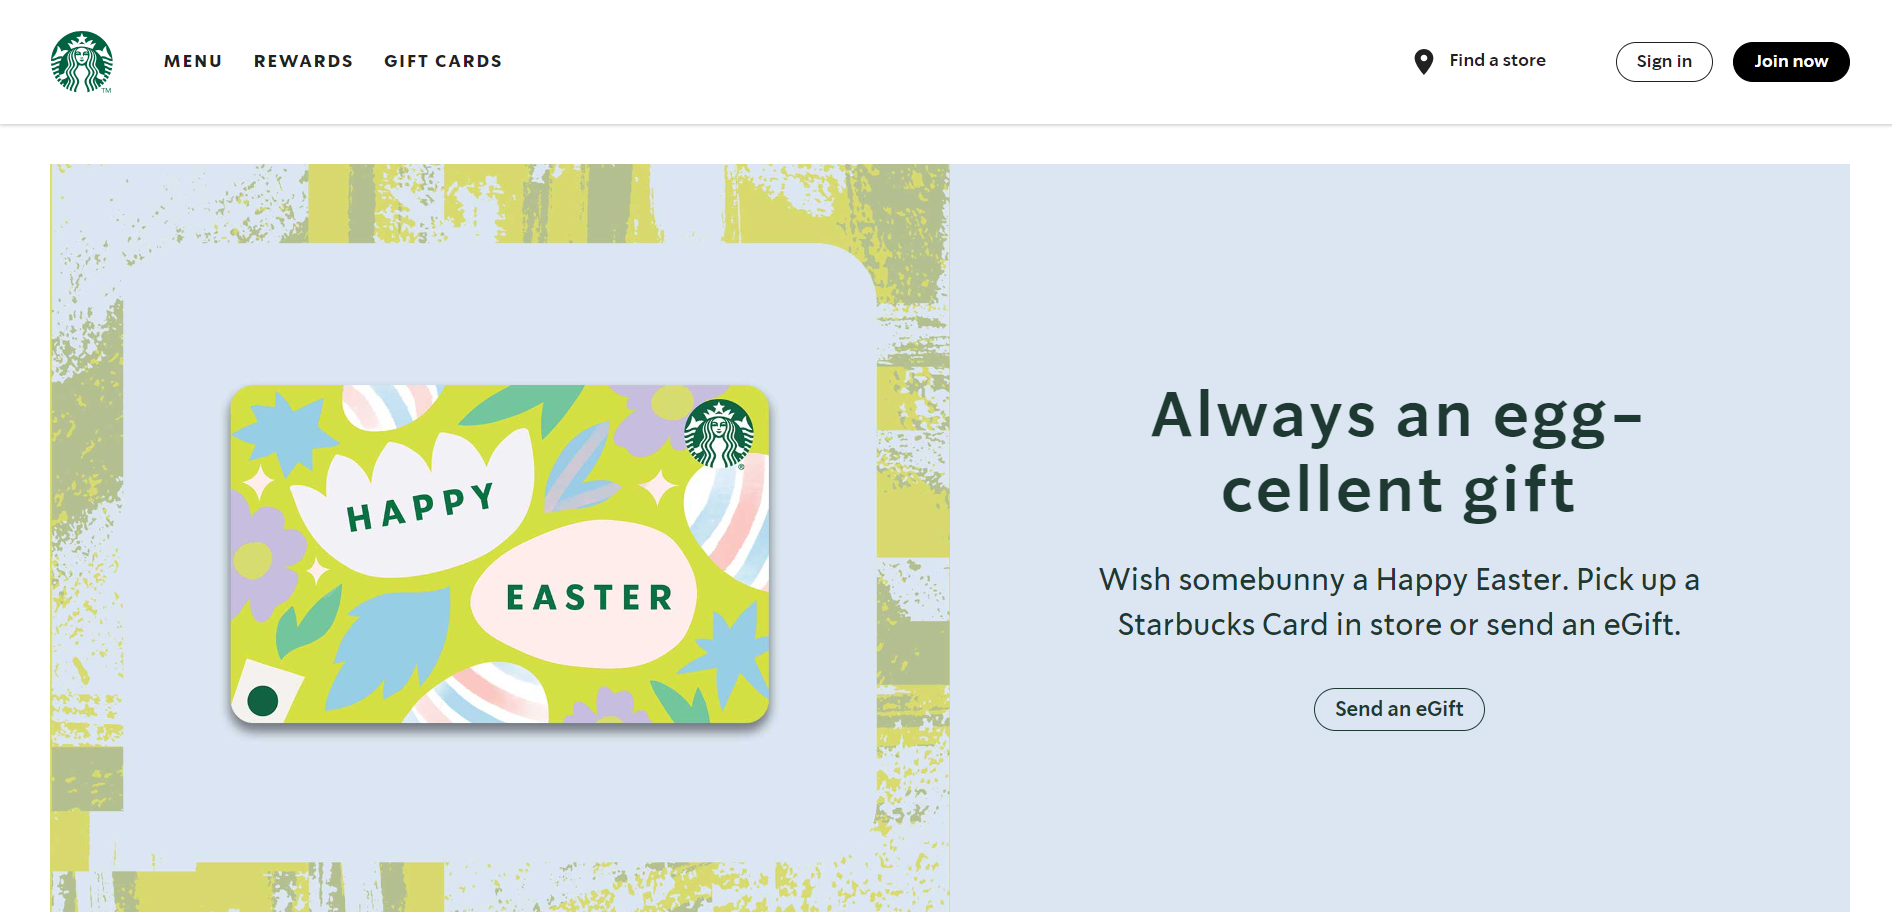 MENU
REWARDS
GIFT CARDS
Find a store
Sign in
Join now
TM
HAPPY
EASTER
®
Always an egg-
cellent gift
Wish somebunny a Happy Easter. Pick up a
Starbucks Card in store or send an eGift.
Send an eGift